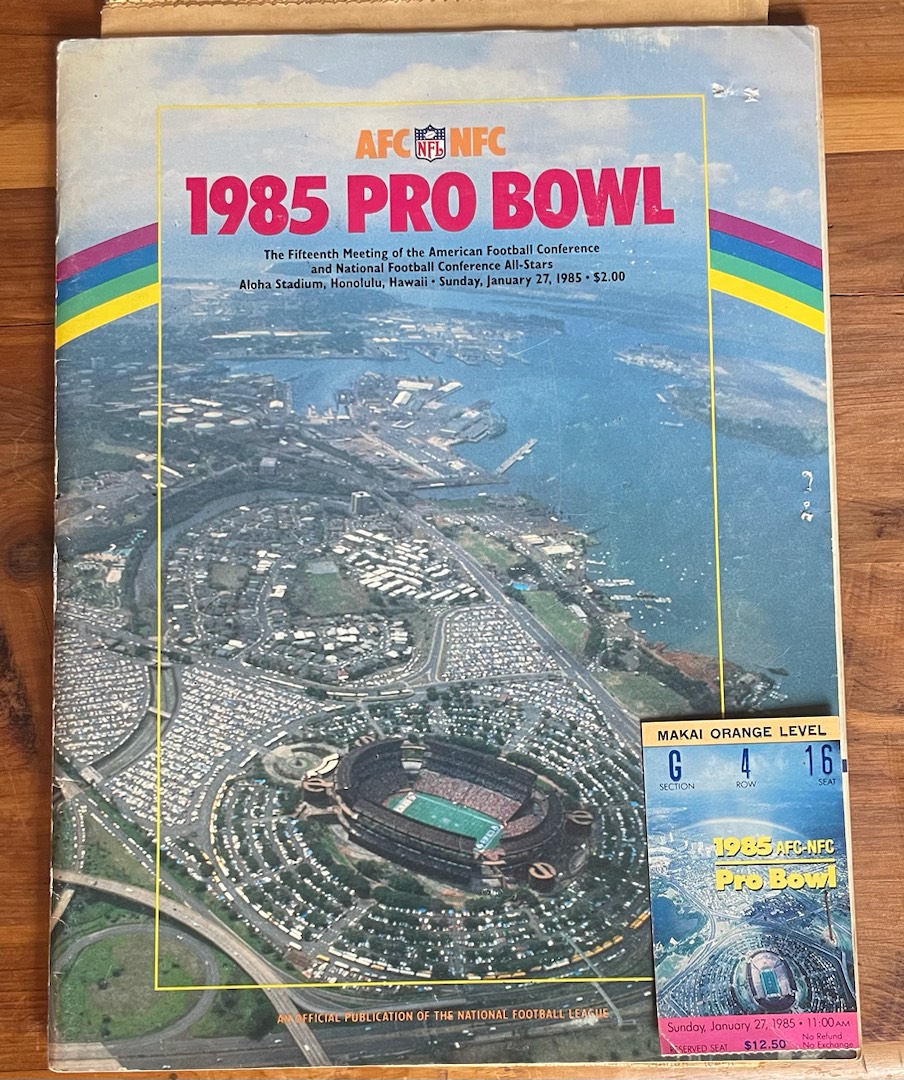 AFC NFL NFC
1985 PRO BOWL
The Fifteenth Meeting of the American Football Conference
and National Football Conference All-Stars
Aloha Stadium, Honolulu, Hawaii • Sunday, January 27, 1985 • $2.00
AN OFFICIAL PUBLICATION OF THE NATIONAL FOOTBALL LEAGUE
MAKAI ORANGE LEVEL
G 4 16
SECTION ROW SEAT
1985 AFC-NFC
Pro Bowl
Sunday, January 27, 1985 • 11:00 AM
RESERVED SEAT $12.50 No Refund
No Exchange